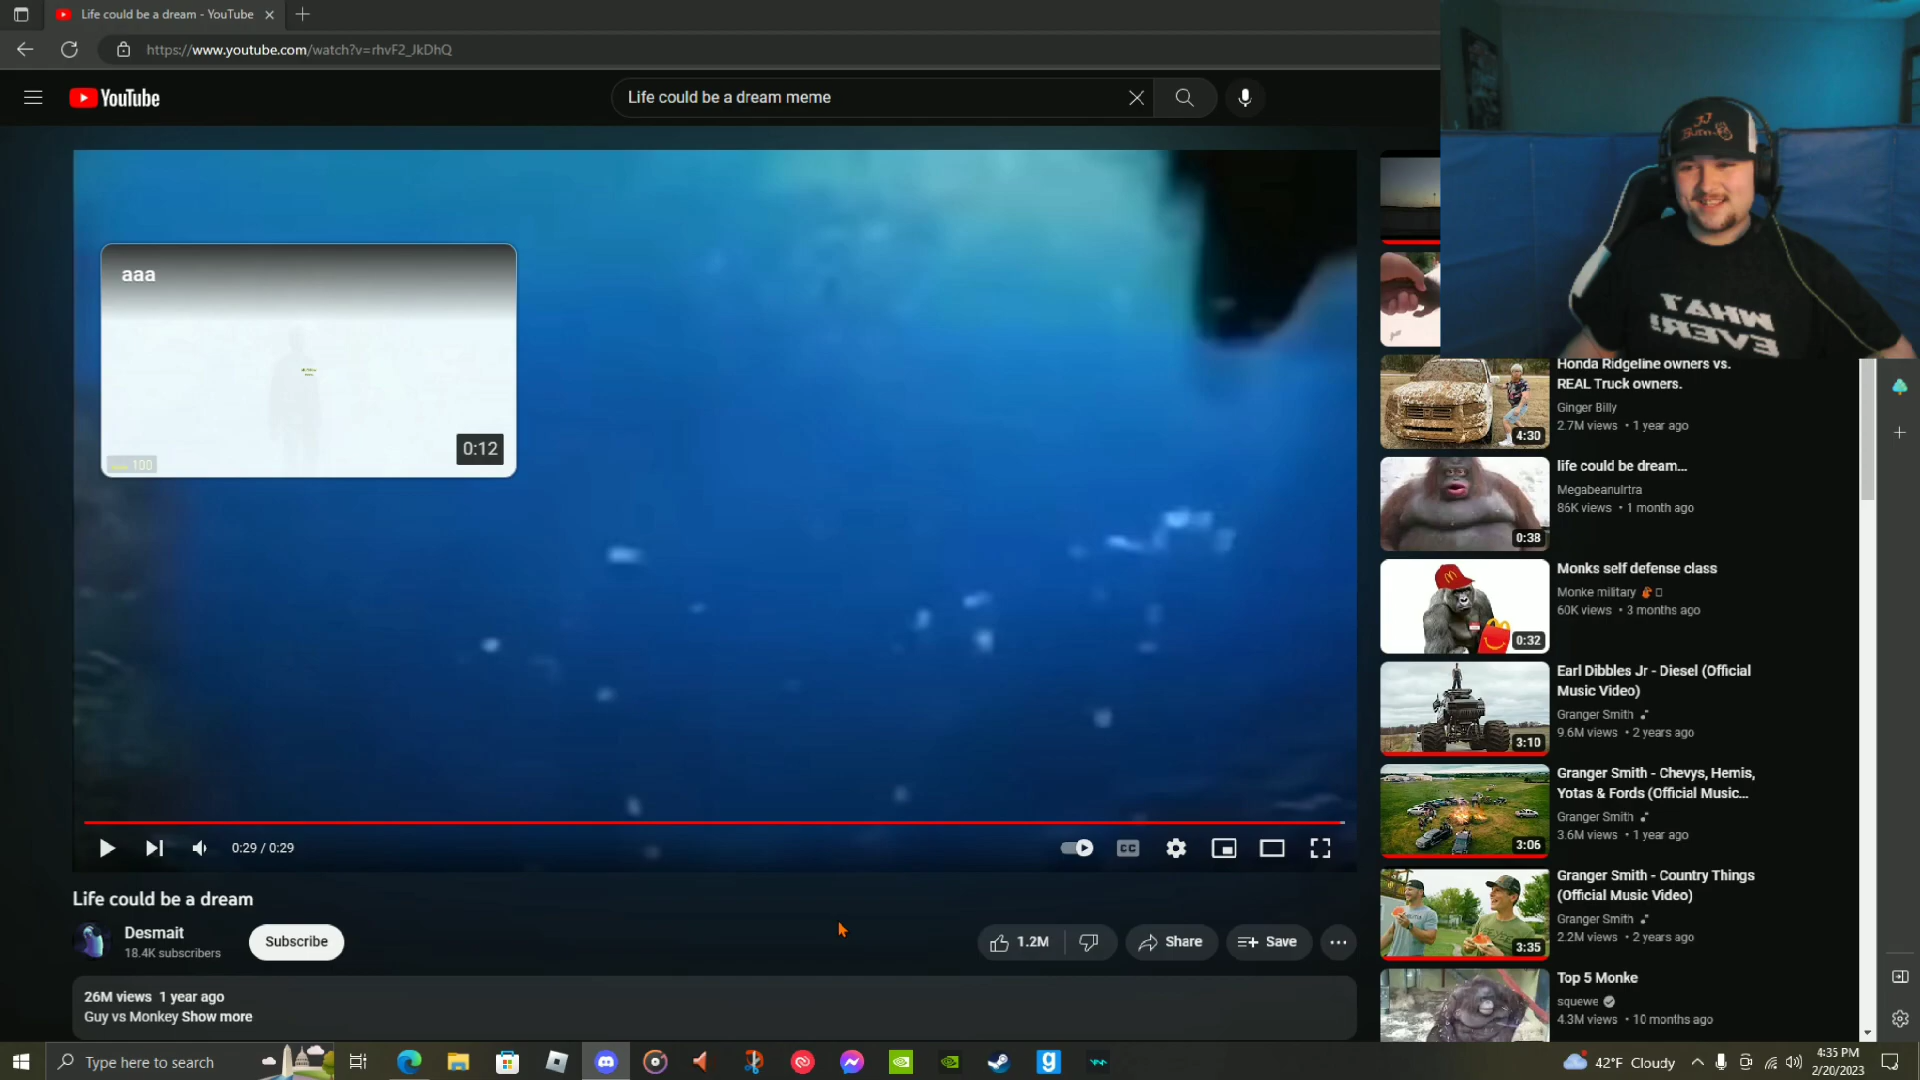 Life could be a dream - YouTube
https://www.youtube.com/watch?v=rhvF2_JkDhQ
YouTube
Life could be a dream meme
JJ
WHAT
EVER!
aaa
100
0:12
Honda Ridgeline owners vs.
REAL Truck owners.
Ginger Billy
2.7M views • 1 year ago
4:30
life could be dream...
Megabeanulrtra
86K views • 1 month ago
0:38
Monks self defense class
Monke military
60K views • 3 months ago
0:32
Earl Dibbles Jr - Diesel (Official
Music Video)
Granger Smith
9.6M views • 2 years ago
3:10
Granger Smith - Chevys, Hemis,
Yotas & Fords (Official Music...
Granger Smith
3.6M views • 1 year ago
3:06
Granger Smith - Country Things
(Official Music Video)
Granger Smith
2.2M views • 2 years ago
3:35
Top 5 Monke
squewe
4.3M views • 10 months ago
0:29 / 0:29
CC
Life could be a dream
Desmait
18.4K subscribers
Subscribe
1.2M
Share
Save
26M views 1 year ago
Guy vs Monkey Show more
Type here to search
42°F Cloudy
4:35 PM
2/20/2023